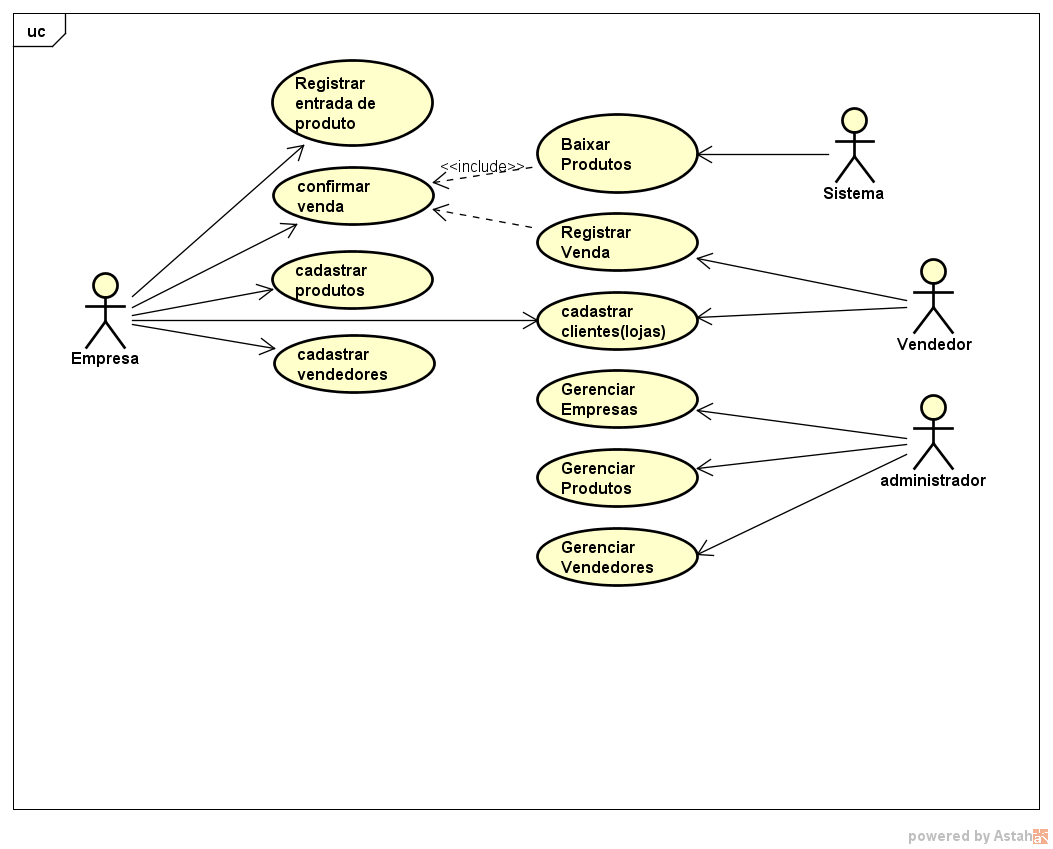 uc
Registrar
entrada de
produto
confirmar
venda
cadastrar
produtos
cadastrar
vendedores
Empresa
<<include>>
Baixar
Produtos
Registrar
Venda
cadastrar
clientes(lojas)
Gerenciar
Empresas
Gerenciar
Produtos
Gerenciar
Vendedores
Sistema
Vendedor
administrador
powered by Astah